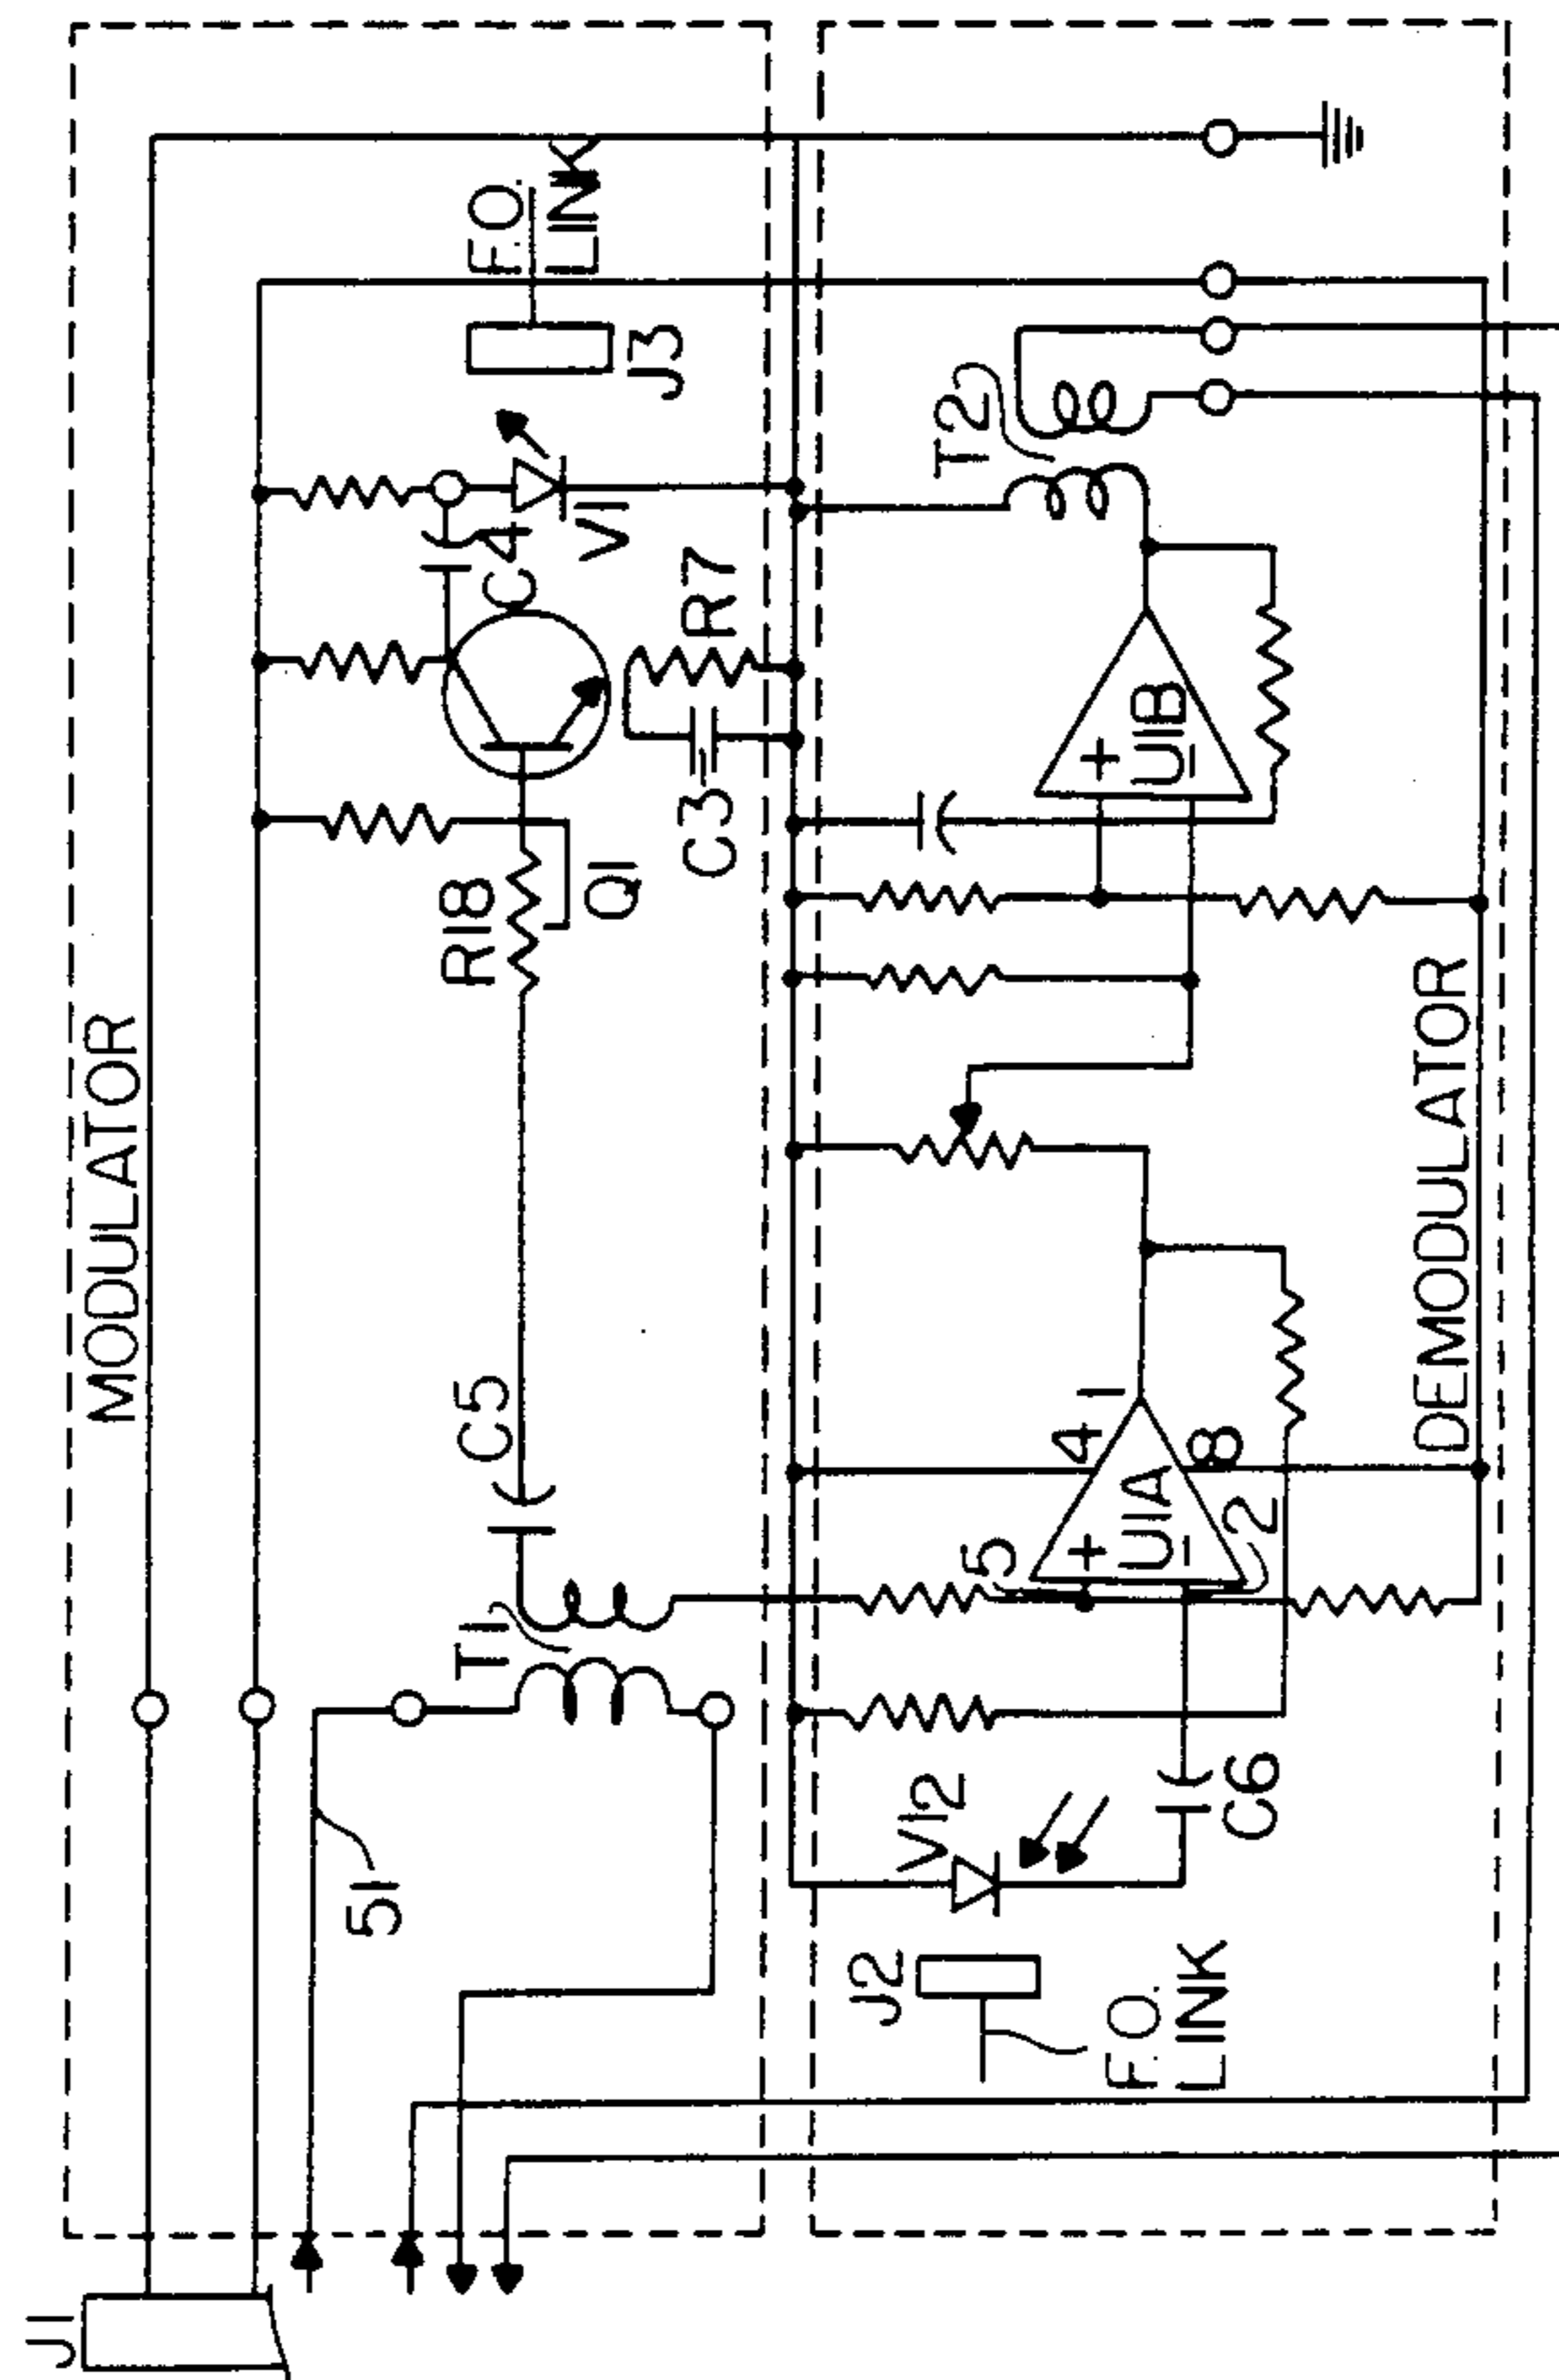 J1
MODULATOR
51
T1
C5
R18
Q1
C3
R7
C4
V1
J3
F.O.
LINK
J2
F.O.
LINK
V12
C6
5
+
U1A
-
2
4
8
1
+
U1B
-
T2
DEMODULATOR